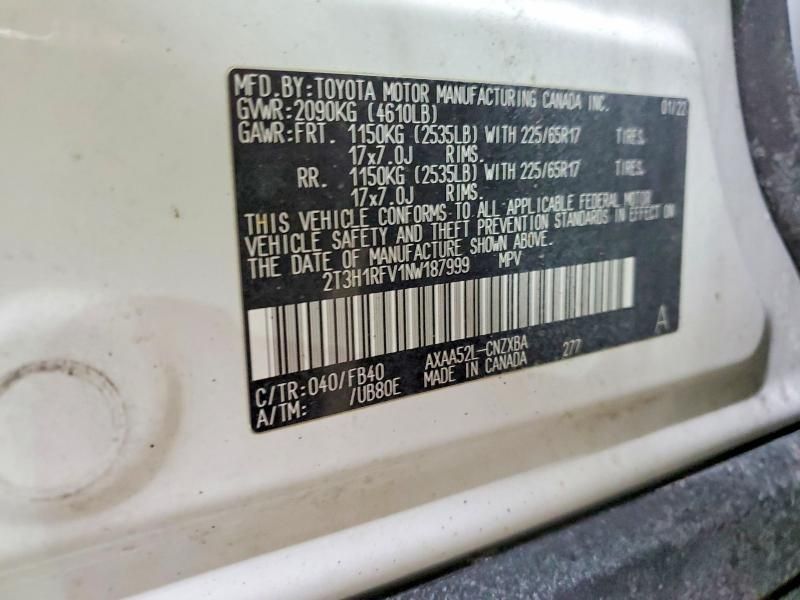 MFD. BY: TOYOTA MOTOR MANUFACTURING CANADA INC. 01/22
GVWR: 2090KG (4610LB)
GAWR: FRT. 1150KG (2535LB) WITH 225/65R17 TIRES.
17x7.0J RIMS.
RR. 1150KG (2535LB) WITH 225/65R17 TIRES.
17x7.0J RIMS.
THIS VEHICLE CONFORMS TO ALL APPLICABLE FEDERAL MOTOR
VEHICLE SAFETY AND THEFT PREVENTION STANDARDS IN EFFECT ON
THE DATE OF MANUFACTURE SHOWN ABOVE.
2T3H1RFV1NW187999 MPV
A
C/TR: 040/FB40 AXAA52L-CNZXBA 277
A/TM: /UB80E MADE IN CANADA